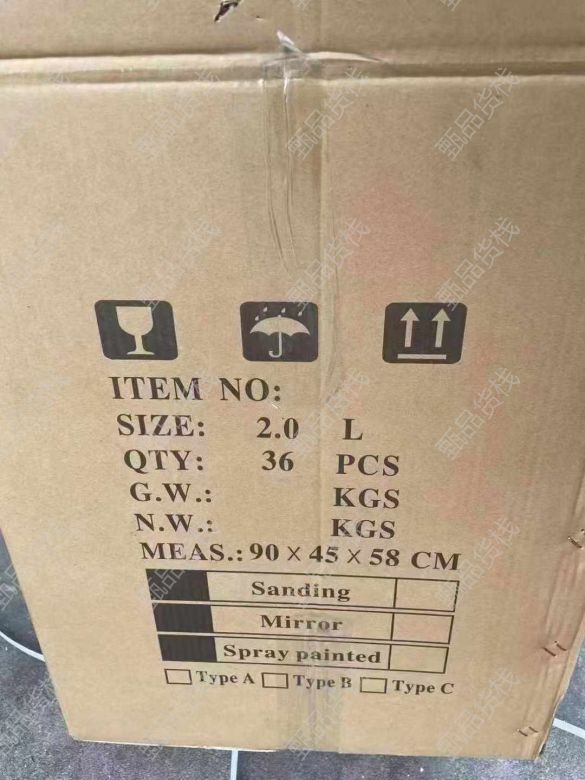 ITEM NO:
SIZE: 2.0 L
QTY: 36 PCS
G.W.: KGS
N.W.: KGS
MEAS.: 90 X 45 X 58 CM
Sanding
Mirror
Spray painted
Type A Type B Type C
甄品货栈